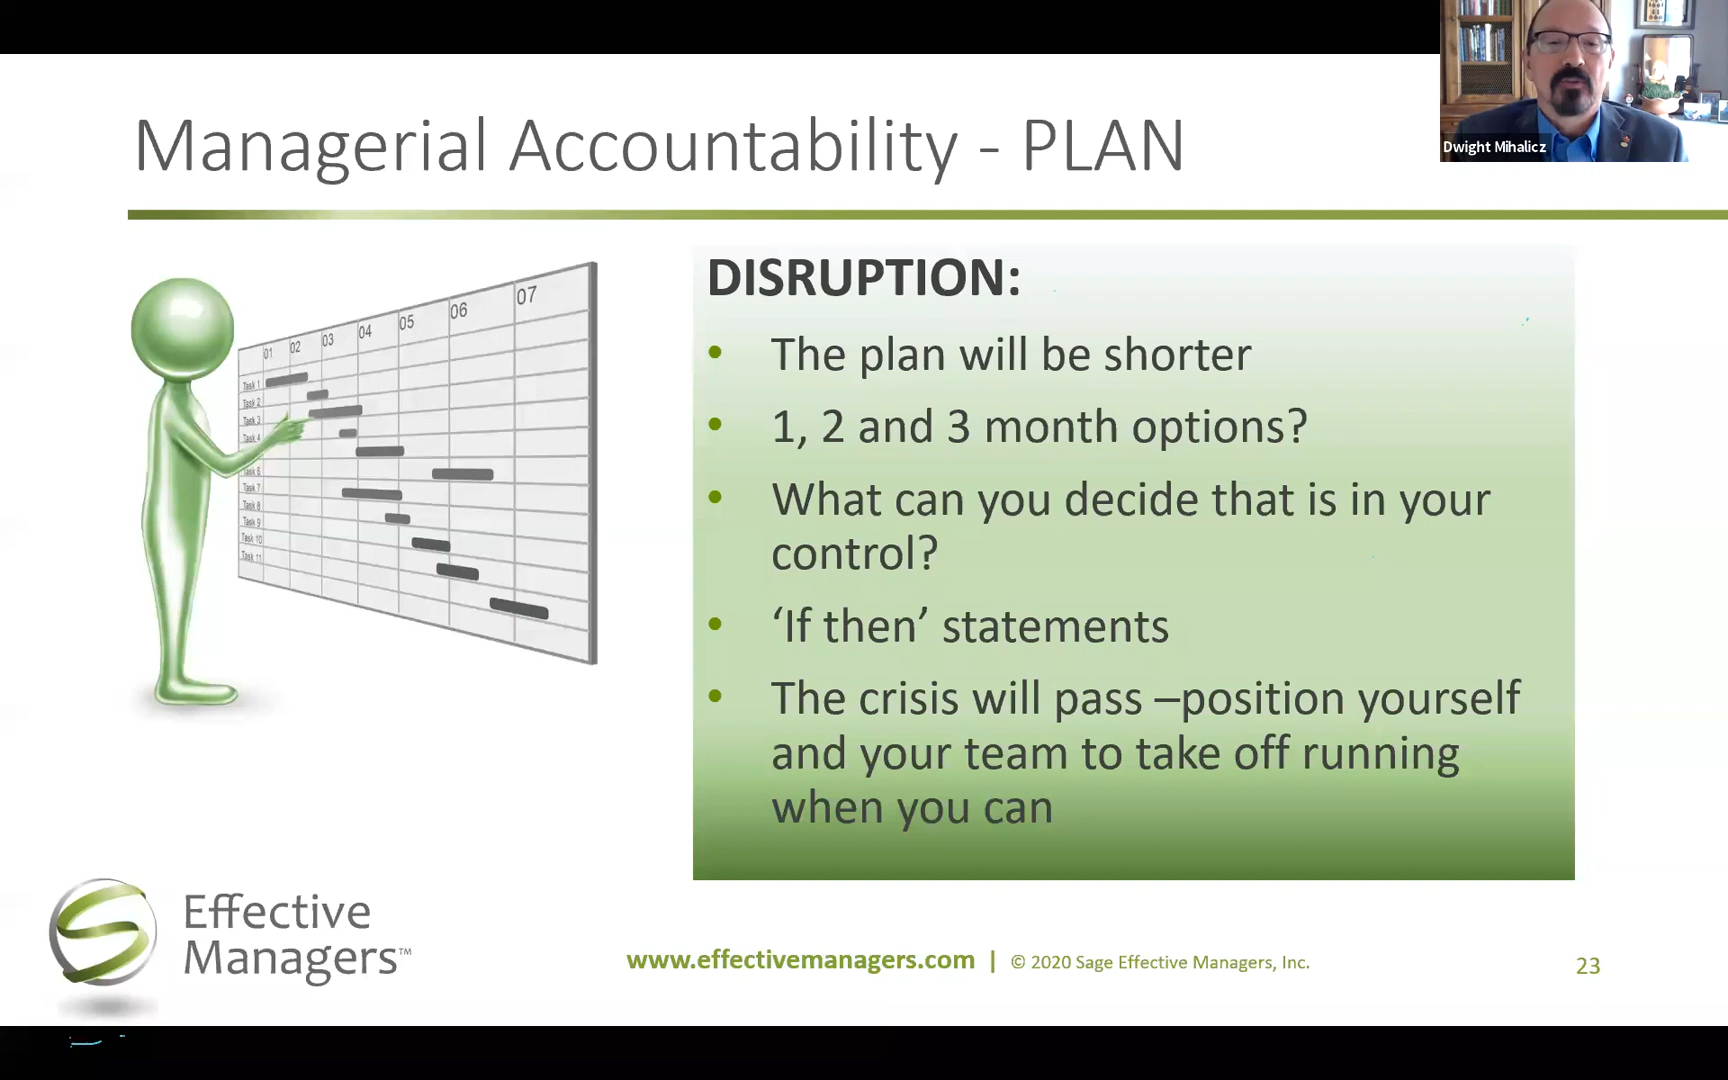 Dwight Mihalicz
Managerial Accountability - PLAN
01 02 03 04 05 06 07
Task 1
Task 2
Task 3
Task 4
Task 6
Task 7
Task 8
Task 9
Task 10
Task 11
DISRUPTION:
• The plan will be shorter
• 1, 2 and 3 month options?
• What can you decide that is in your
control?
• ‘If then’ statements
• The crisis will pass –position yourself
and your team to take off running
when you can
Effective
Managers™
www.effectivemanagers.com | © 2020 Sage Effective Managers, Inc.
23